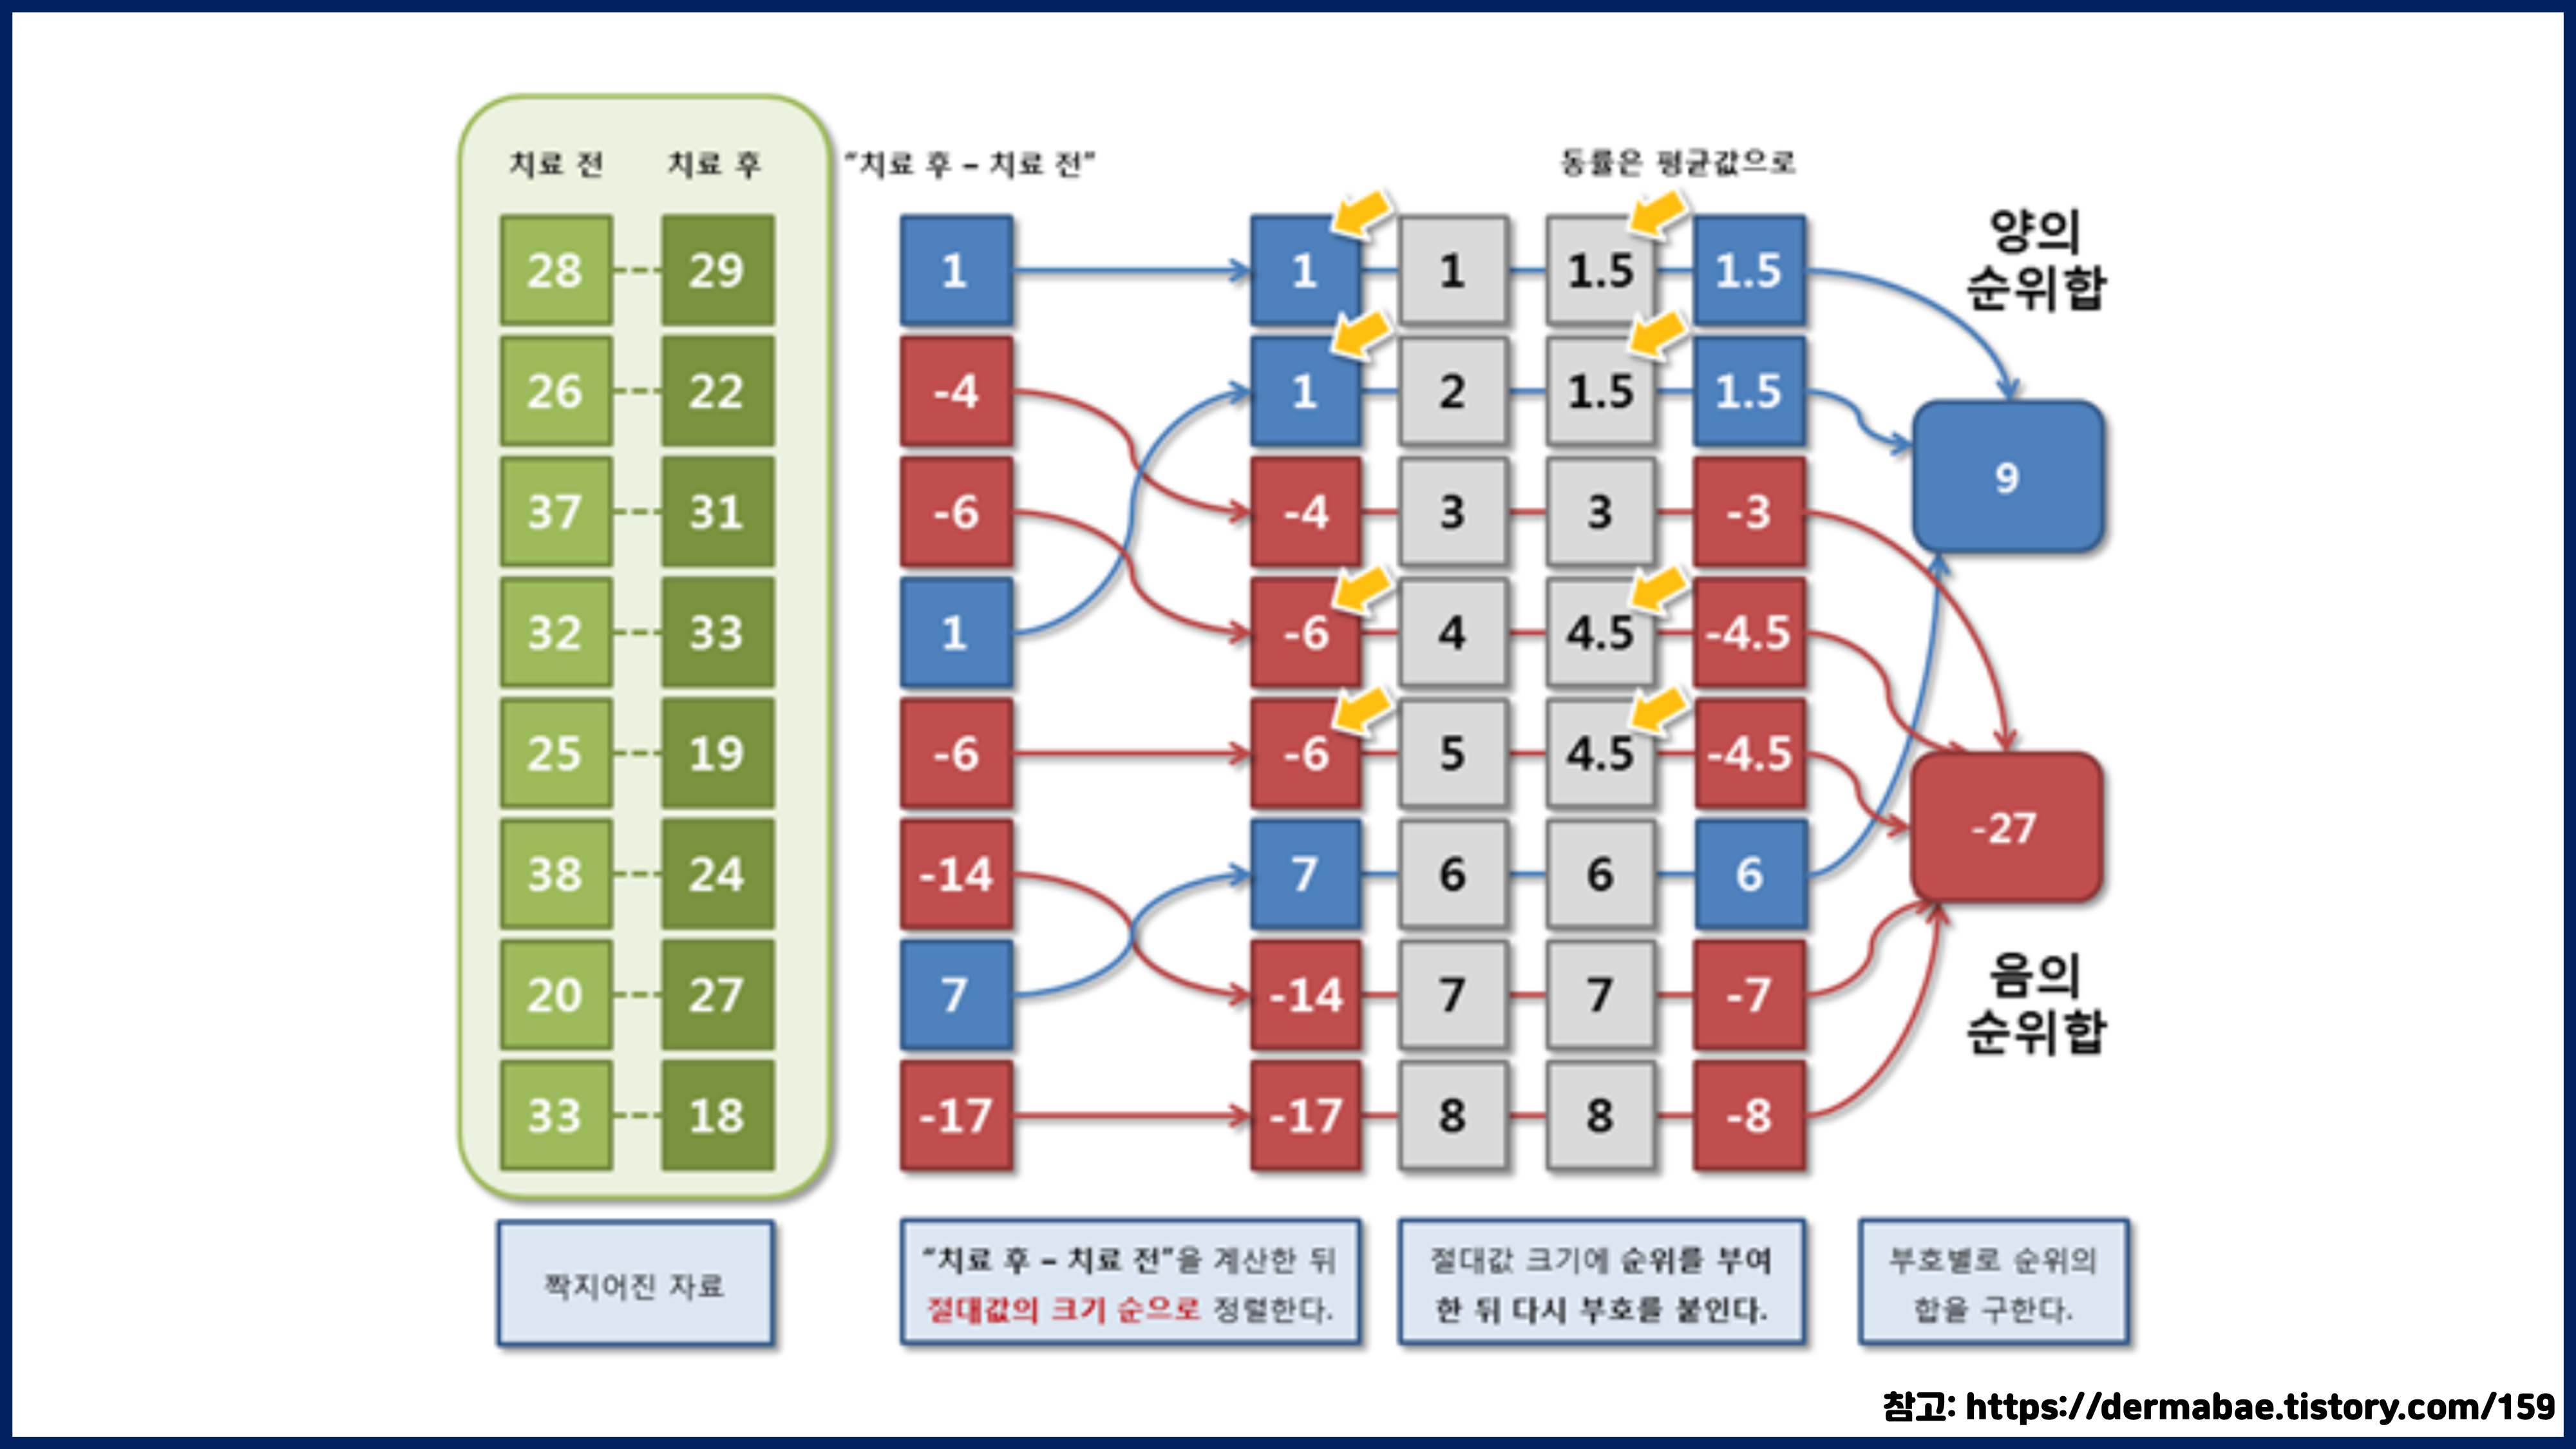 치료 전 치료 후 “치료 후 – 치료 전” 동률은 평균값으로
양의
순위합
28 29 1 1 1 1.5 1.5
26 22 -4 1 2 1.5 1.5
9
37 31 -6 -4 3 3 -3
32 33 1 -6 4 4.5 -4.5
25 19 -6 -6 5 4.5 -4.5
-27
38 24 -14 7 6 6 6
20 27 7 -14 7 7 -7
음의
순위합
33 18 -17 -17 8 8 -8
짝지어진 자료
“치료 후 – 치료 전”을 계산한 뒤
절대값의 크기 순으로 정렬한다.
절대값 크기에 순위를 부여
한 뒤 다시 부호를 붙인다.
부호별로 순위의
합을 구한다.
참고: https://dermabae.tistory.com/159